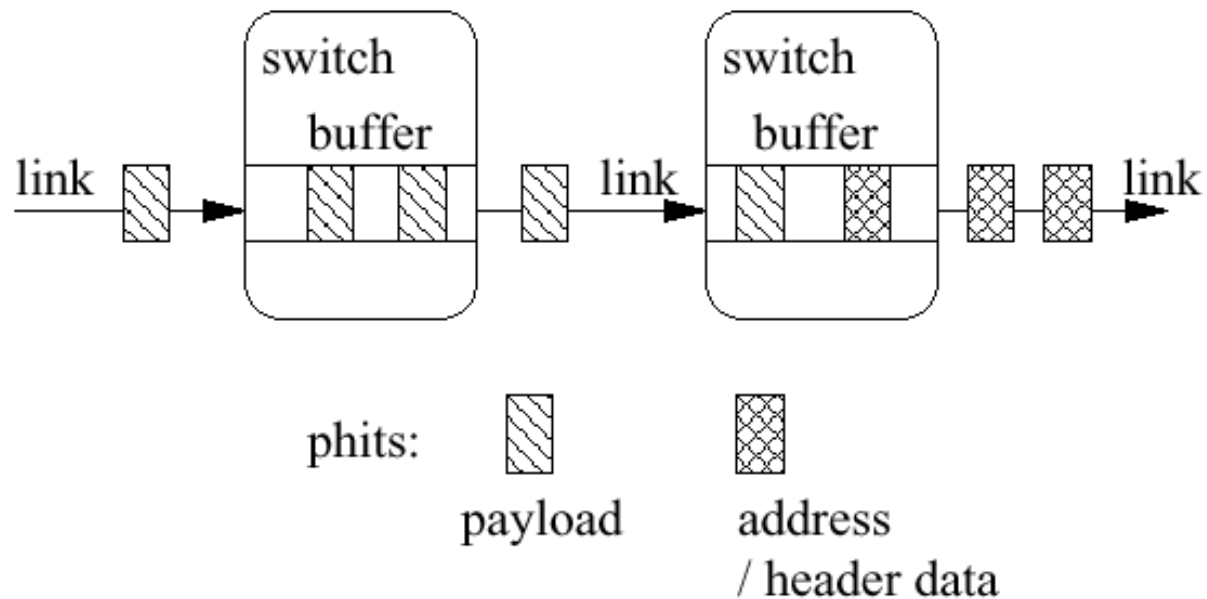 switch
switch
buffer
buffer
link
link
link
phits:
payload
address
/ header data